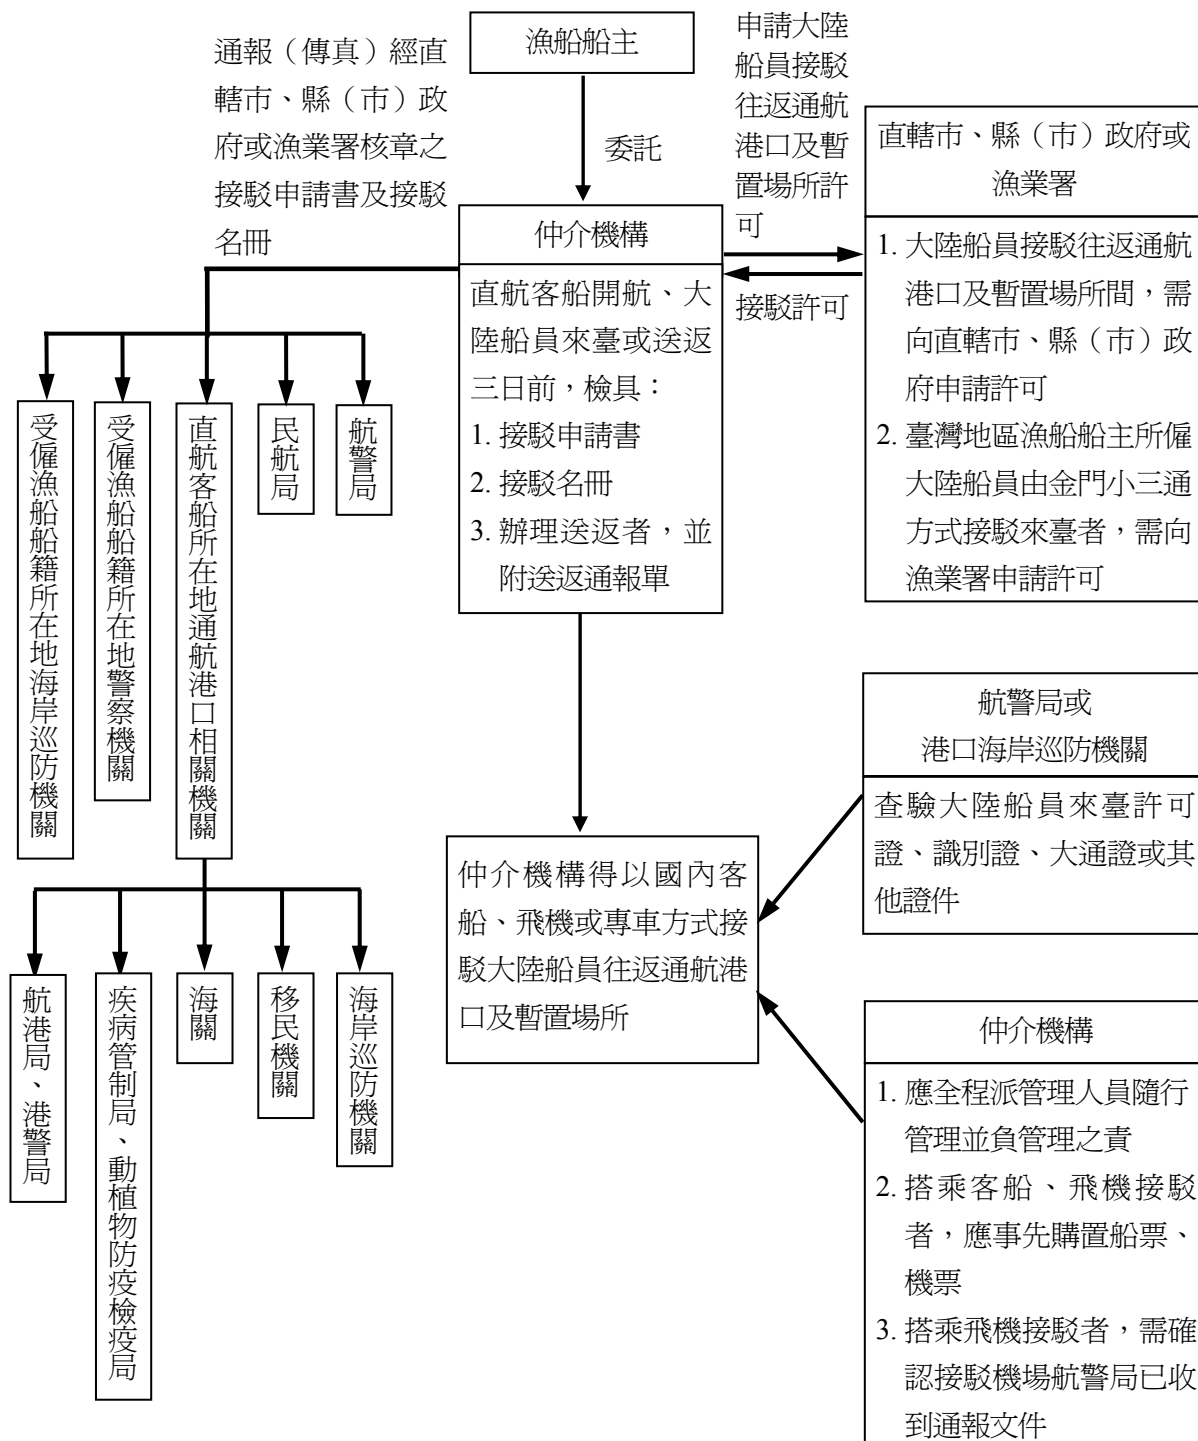 漁船船主
通報（傳真）經直
轄市、縣（市）政
府或漁業署核章之
接駁申請書及接駁
名冊
委託
申請大陸
船員接駁
往返通航
港口及暫
置場所許
可
接駁許可
直轄市、縣（市）政府或
漁業署
1. 大陸船員接駁往返通航
港口及暫置場所間，需
向直轄市、縣（市）政
府申請許可
2. 臺灣地區漁船船主所僱
大陸船員由金門小三通
方式接駁來臺者，需向
漁業署申請許可
仲介機構
直航客船開航、大
陸船員來臺或送返
三日前，檢具：
1. 接駁申請書
2. 接駁名冊
3. 辦理送返者，並
附送返通報單
受僱漁船船籍所在地海岸巡防機關
受僱漁船船籍所在地警察機關
直航客船所在地通航港口相關機關
民航局
航警局
航港局、港警局
疾病管制局、動植物防疫檢疫局
海關
移民機關
海岸巡防機關
仲介機構得以國內客
船、飛機或專車方式接
駁大陸船員往返通航港
口及暫置場所
航警局或
港口海岸巡防機關
查驗大陸船員來臺許可
證、識別證、大通證或其
他證件
仲介機構
1. 應全程派管理人員隨行
管理並負管理之責
2. 搭乘客船、飛機接駁
者，應事先購置船票、
機票
3. 搭乘飛機接駁者，需確
認接駁機場航警局已收
到通報文件